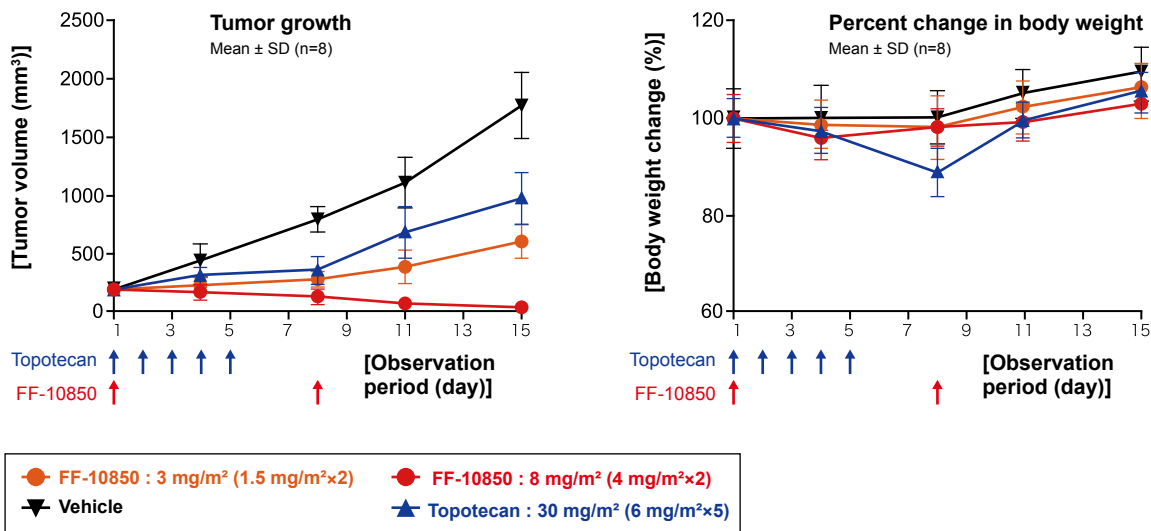 Tumor growth
Mean ± SD (n=8)
[Tumor volume (mm³)]
2500
2000
1500
1000
500
0
1 3 5 7 9 11 13 15
Topotecan
FF-10850
[Observation
period (day)]
Percent change in body weight
Mean ± SD (n=8)
[Body weight change (%)]
120
100
80
60
1 3 5 7 9 11 13 15
Topotecan
FF-10850
[Observation
period (day)]
FF-10850 : 3 mg/m² (1.5 mg/m²×2)
FF-10850 : 8 mg/m² (4 mg/m²×2)
Vehicle
Topotecan : 30 mg/m² (6 mg/m²×5)